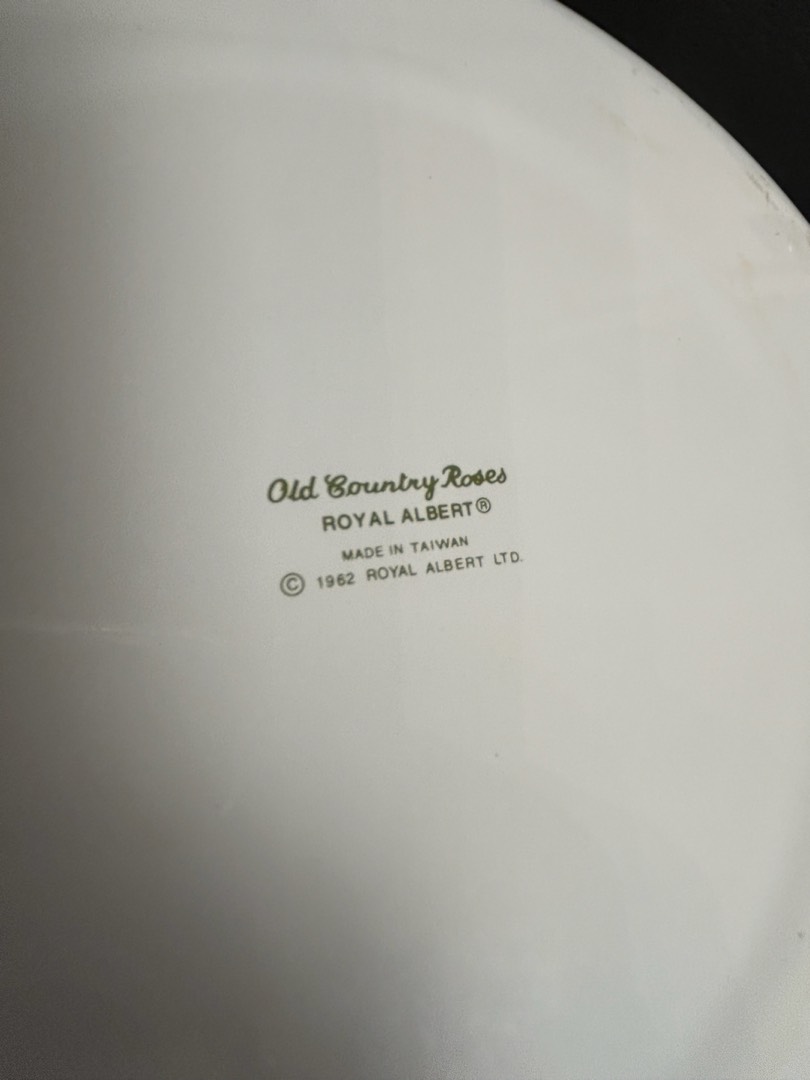 Old Country Roses
ROYAL ALBERT®
MADE IN TAIWAN
© 1962 ROYAL ALBERT LTD.